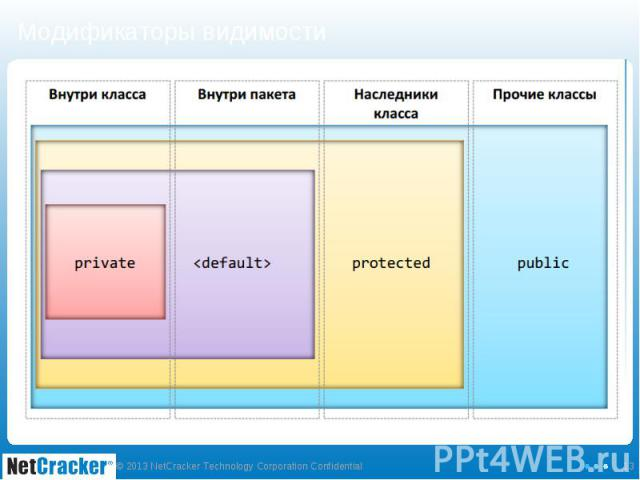 Модификаторы видимости
Внутри класса
Внутри пакета
Наследники
класса
Прочие классы
private
<default>
protected
public
NetCracker®
© 2013 NetCracker Technology Corporation Confidential
PPt4WEB.ru